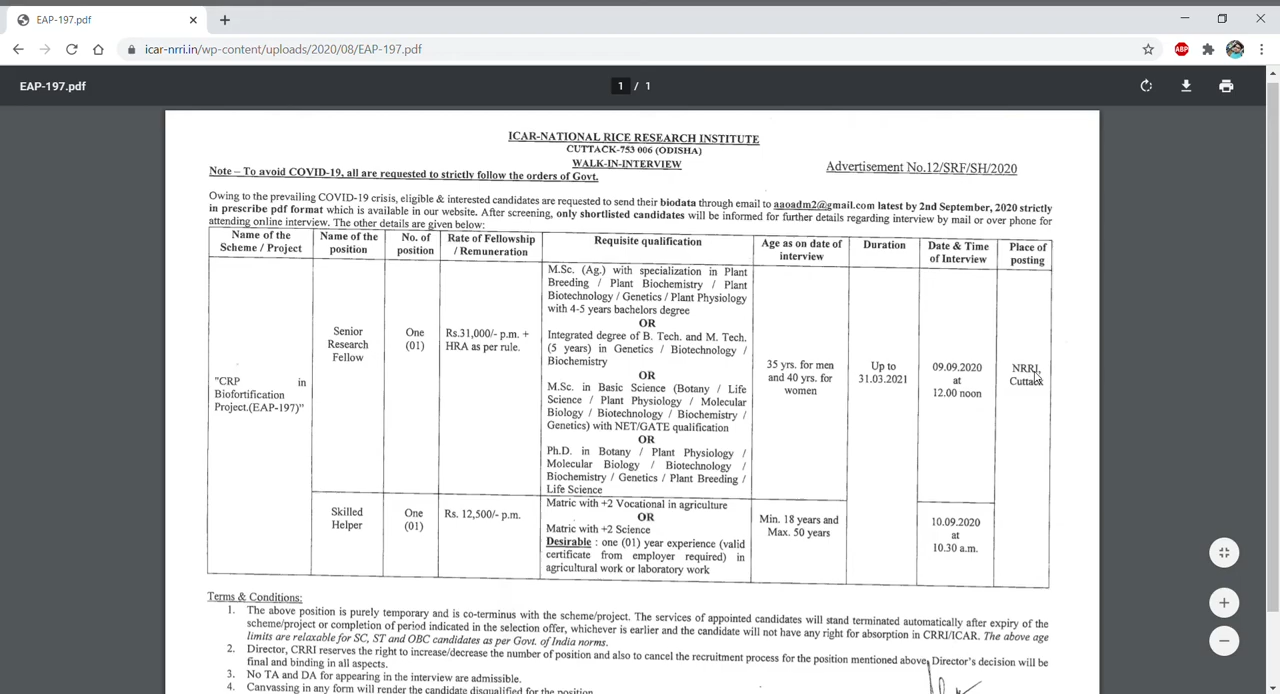 EAP-197.pdf
icar-nrri.in/wp-content/uploads/2020/08/EAP-197.pdf
ABP
EAP-197.pdf
1 / 1
ICAR-NATIONAL RICE RESEARCH INSTITUTE
CUTTACK-753 006 (ODISHA)
WALK-IN-INTERVIEW
Advertisement No.12/SRF/SH/2020
Note – To avoid COVID-19, all are requested to strictly follow the orders of Govt.
Owing to the prevailing COVID-19 crisis, eligible & interested candidates are requested to send their biodata through email to aaoadm2@gmail.com latest by 2nd September, 2020 strictly
in prescribe pdf format which is available in our website. After screening, only shortlisted candidates will be informed for further details regarding interview by mail or over phone for
attending online interview. The other details are given below:
Name of the
Scheme / Project
Name of the
position
No. of
position
Rate of Fellowship
/ Remuneration
Requisite qualification
Age as on date of
interview
Duration
Date & Time
of Interview
Place of
posting
"CRP in
Biofortification
Project.(EAP-197)"
Senior
Research
Fellow
One
(01)
Rs.31,000/- p.m. +
HRA as per rule.
M.Sc. (Ag.) with specialization in Plant
Breeding / Plant Biochemistry / Plant
Biotechnology / Genetics / Plant Physiology
with 4-5 years bachelors degree
OR
Integrated degree of B. Tech. and M. Tech.
(5 years) in Genetics / Biotechnology /
Biochemistry
OR
M.Sc. in Basic Science (Botany / Life
Science / Plant Physiology / Molecular
Biology / Biotechnology / Biochemistry /
Genetics) with NET/GATE qualification
OR
Ph.D. in Botany / Plant Physiology /
Molecular Biology / Biotechnology /
Biochemistry / Genetics / Plant Breeding /
Life Science
35 yrs. for men
and 40 yrs. for
women
Up to
31.03.2021
09.09.2020
at
12.00 noon
NRRI,
Cuttack
Skilled
Helper
One
(01)
Rs. 12,500/- p.m.
Matric with +2 Vocational in agriculture
OR
Matric with +2 Science
Desirable : one (01) year experience (valid
certificate from employer required) in
agricultural work or laboratory work
Min. 18 years and
Max. 50 years
10.09.2020
at
10.30 a.m.
Terms & Conditions:
1. The above position is purely temporary and is co-terminus with the scheme/project. The services of appointed candidates will stand terminated automatically after expiry of the
scheme/project or completion of period indicated in the selection offer, whichever is earlier and the candidate will not have any right for absorption in CRRI/ICAR. The above age
limits are relaxable for SC, ST and OBC candidates as per Govt. of India norms.
2. Director, CRRI reserves the right to increase/decrease the number of position and also to cancel the recruitment process for the position mentioned above. Director's decision will be
final and binding in all aspects.
3. No TA and DA for appearing in the interview are admissible.
4. Canvassing in any form will render the candidate disqualified for the position.